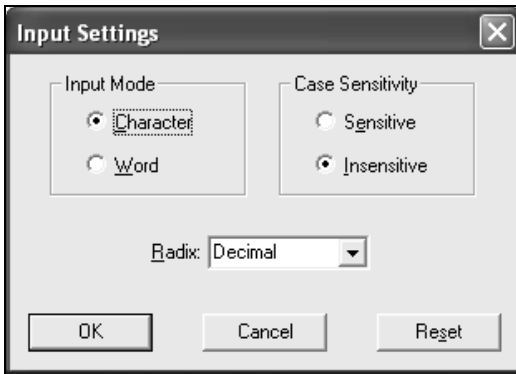 Input Settings
Input Mode
Character
Word
Case Sensitivity
Sensitive
Insensitive
Radix: Decimal
OK Cancel Reset